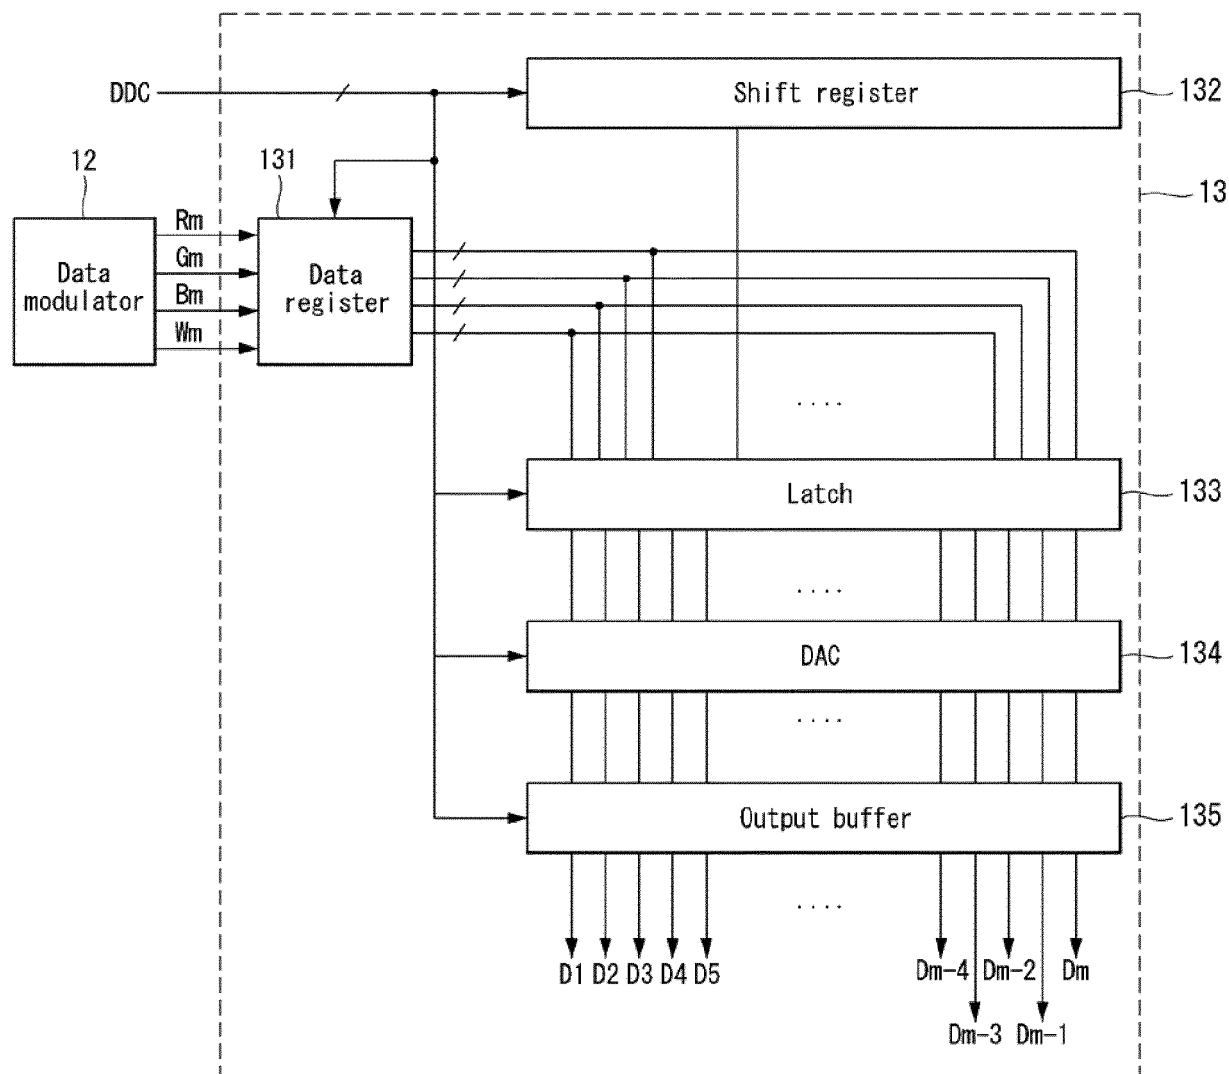 DDC
Shift register
132
12
131
13
Rm
Gm
Bm
Wm
Data
modulator
Data
register
....
Latch
133
....
DAC
134
....
Output buffer
135
....
D1 D2 D3 D4 D5
Dm-4 Dm-2 Dm
Dm-3 Dm-1